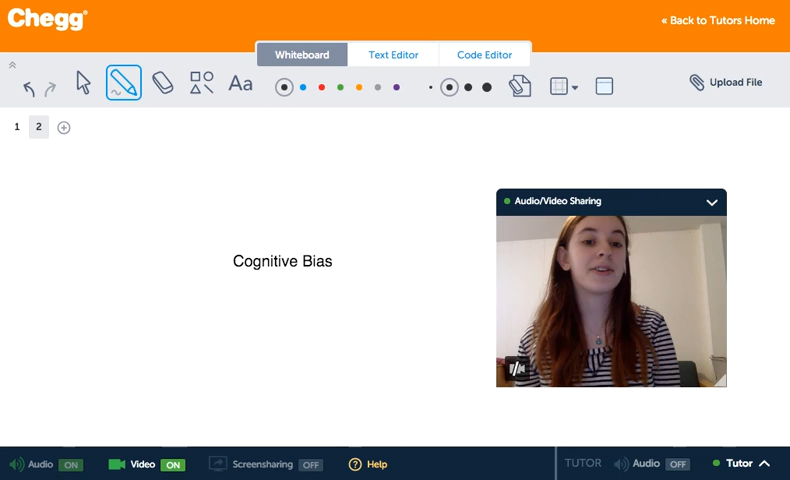 Chegg®
« Back to Tutors Home
Whiteboard
Text Editor
Code Editor
Aa
Upload File
1
2
Audio/Video Sharing
Cognitive Bias
Audio ON
Video ON
Screensharing OFF
? Help
TUTOR
Audio OFF
Tutor